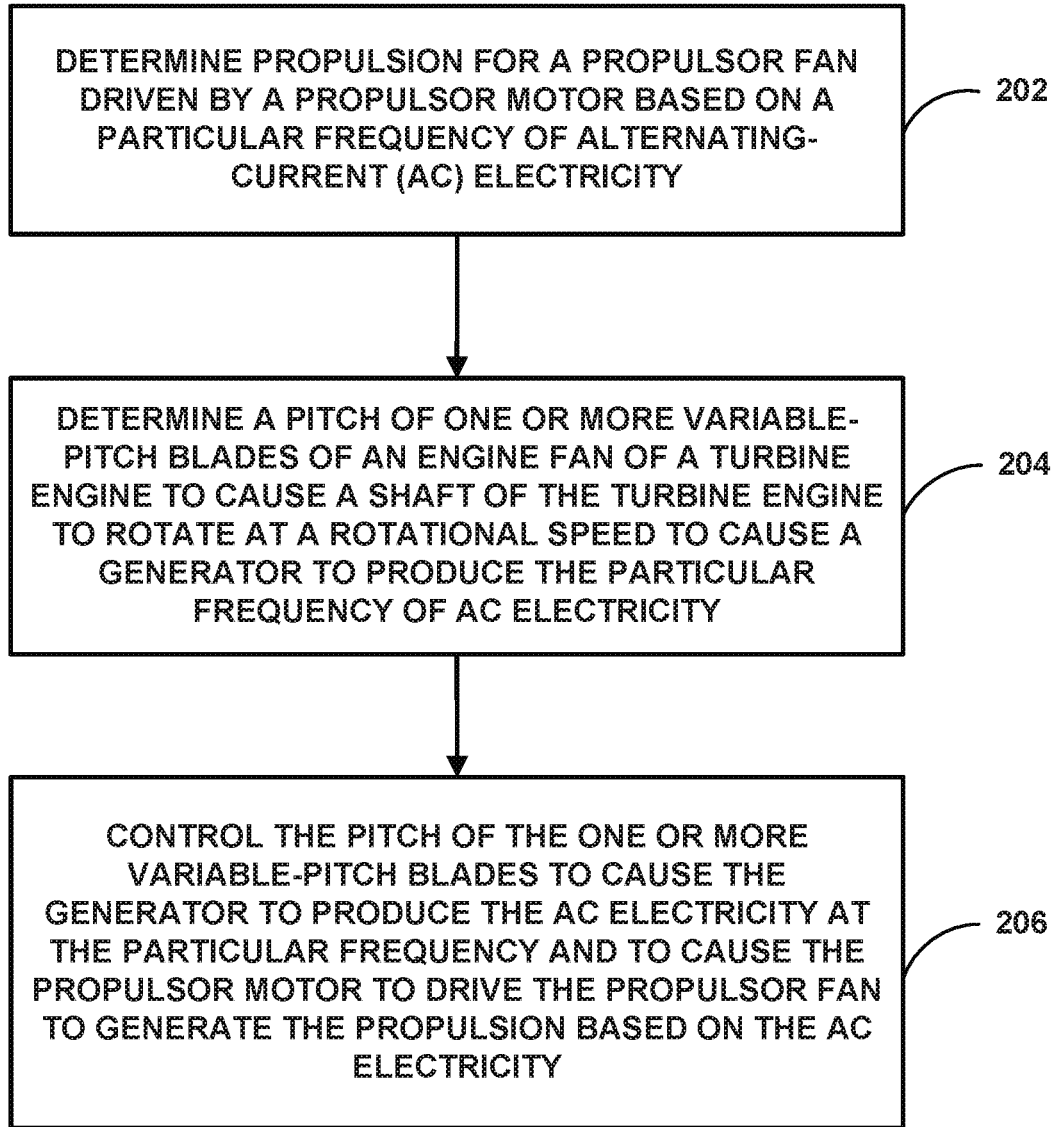 DETERMINE PROPULSION FOR A PROPULSOR FAN
DRIVEN BY A PROPULSOR MOTOR BASED ON A
PARTICULAR FREQUENCY OF ALTERNATING-
CURRENT (AC) ELECTRICITY
202
DETERMINE A PITCH OF ONE OR MORE VARIABLE-
PITCH BLADES OF AN ENGINE FAN OF A TURBINE
ENGINE TO CAUSE A SHAFT OF THE TURBINE ENGINE
TO ROTATE AT A ROTATIONAL SPEED TO CAUSE A
GENERATOR TO PRODUCE THE PARTICULAR
FREQUENCY OF AC ELECTRICITY
204
CONTROL THE PITCH OF THE ONE OR MORE
VARIABLE-PITCH BLADES TO CAUSE THE
GENERATOR TO PRODUCE THE AC ELECTRICITY AT
THE PARTICULAR FREQUENCY AND TO CAUSE THE
PROPULSOR MOTOR TO DRIVE THE PROPULSOR FAN
TO GENERATE THE PROPULSION BASED ON THE AC
ELECTRICITY
206